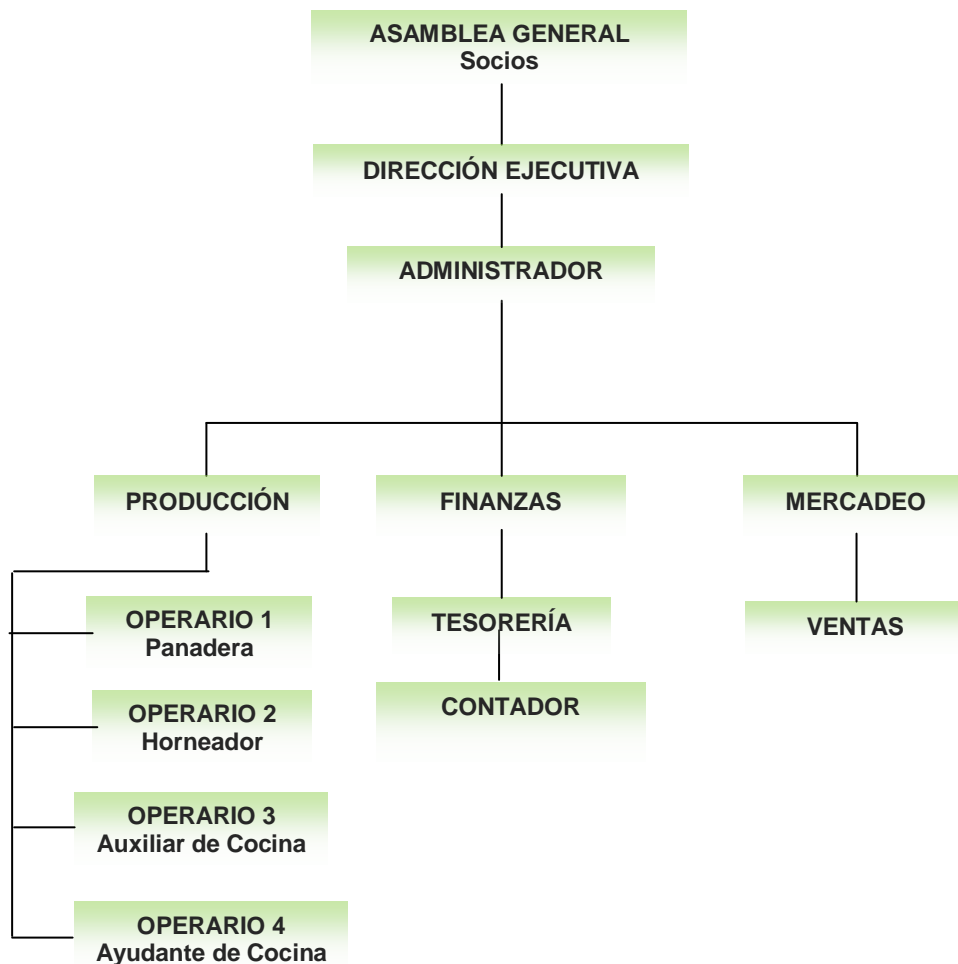 ASAMBLEA GENERAL
Socios
DIRECCIÓN EJECUTIVA
ADMINISTRADOR
PRODUCCIÓN
FINANZAS
MERCADEO
OPERARIO 1
Panadera
TESORERÍA
VENTAS
OPERARIO 2
Horneador
CONTADOR
OPERARIO 3
Auxiliar de Cocina
OPERARIO 4
Ayudante de Cocina